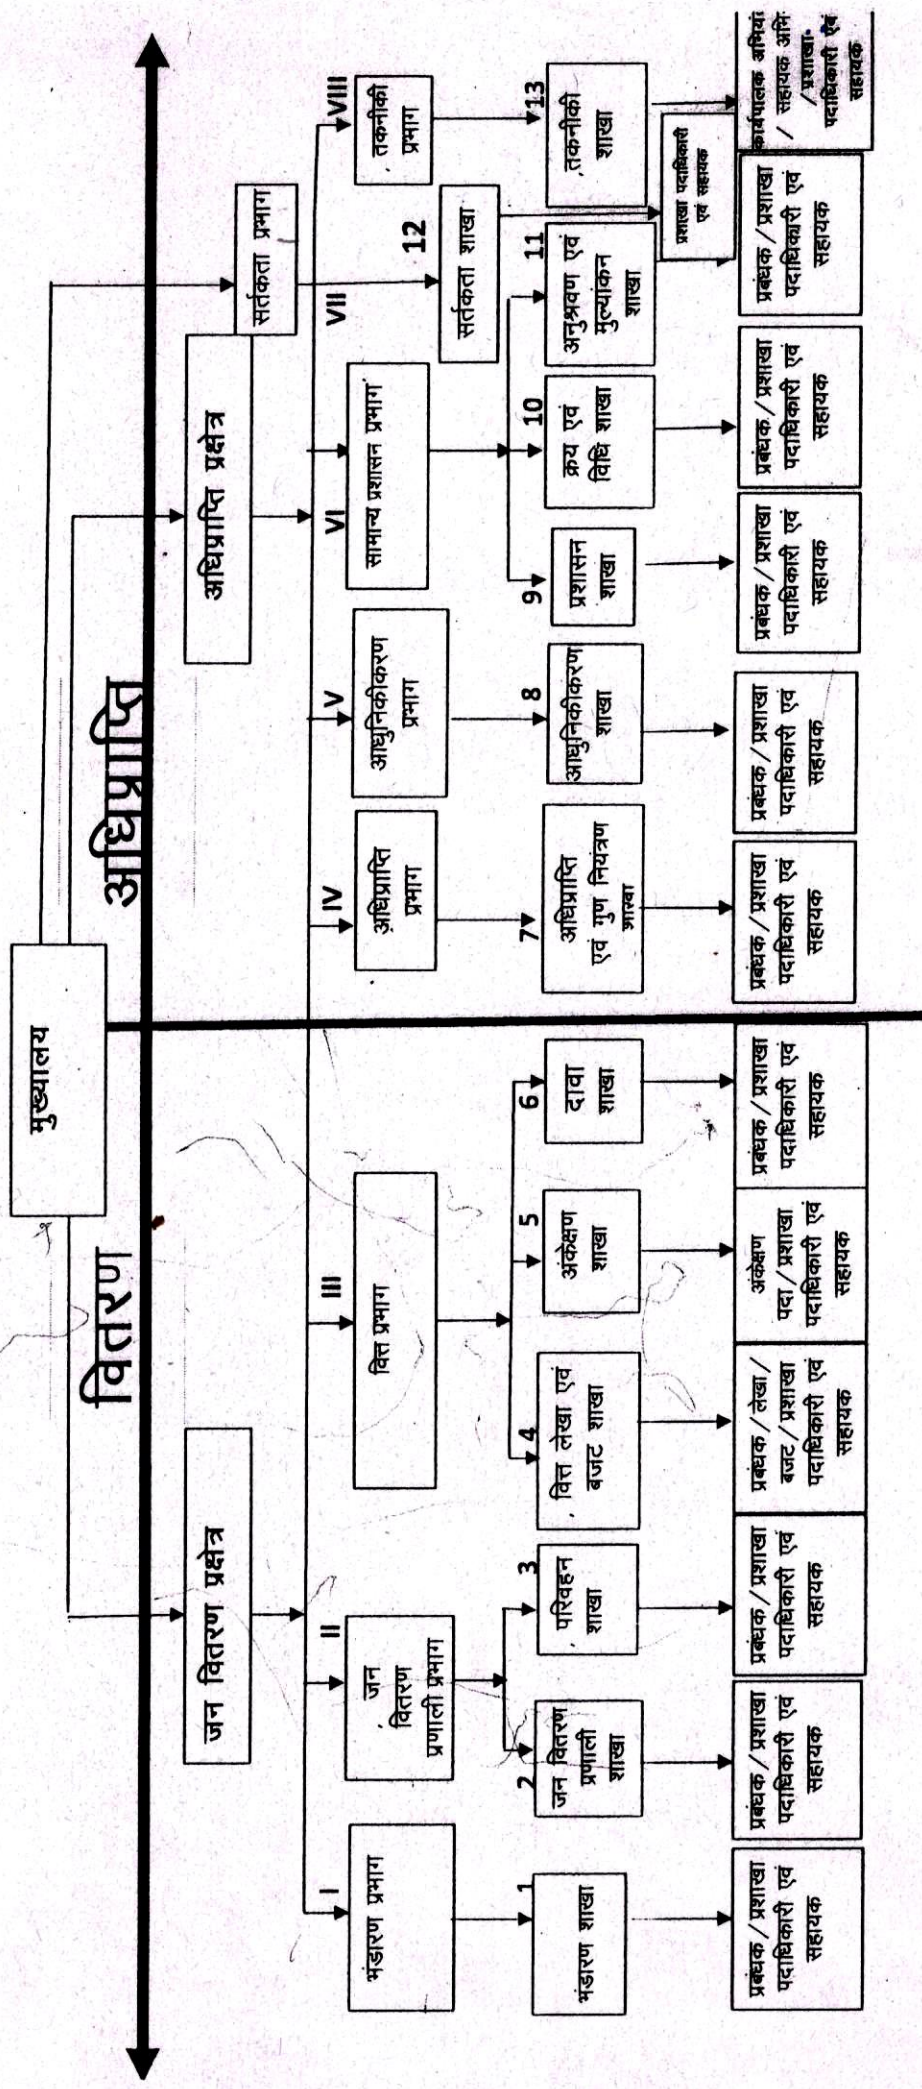 मुख्यालय
वितरण
अधिप्राप्ति
जन वितरण प्रक्षेत्र
अधिप्राप्ति प्रक्षेत्र
सर्तकता प्रभाग
I
II
III
IV
V
VI
VII
VIII
भंडारण प्रभाग
जन
वितरण
प्रणाली प्रभाग
वित्त प्रभाग
अधिप्राप्ति
प्रभाग
आधुनिकीकरण
प्रभाग
सामान्य प्रशासन प्रभाग
तकनीकी
प्रभाग
12
सर्तकता शाखा
1
भंडारण शाखा
2
जन वितरण
प्रणाली
शाखा
3
परिवहन
शाखा
4
वित्त लेखा एवं
बजट शाखा
5
अंकेक्षण
शाखा
6
दावा
शाखा
7
अधिप्राप्ति
एवं गुण नियंत्रण
शाखा
8
आधुनिकीकरण
शाखा
9
प्रशासन
शाखा
10
क्रय एवं
विधि शाखा
11
अनुश्रवण एवं
मुल्यांकन
शाखा
13
तकनीकी
शाखा
प्रशाखा पदाधिकारी
एवं सहायक
प्रबंधक/प्रशाखा
पदाधिकारी एवं
सहायक
प्रबंधक/प्रशाखा
पदाधिकारी एवं
सहायक
प्रबंधक/प्रशाखा
पदाधिकारी एवं
सहायक
प्रबंधक/लेखा/
बजट/प्रशाखा
पदाधिकारी एवं
सहायक
अंकेक्षण
पदा/प्रशाखा
पदाधिकारी एवं
सहायक
प्रबंधक/प्रशाखा
पदाधिकारी एवं
सहायक
प्रबंधक/प्रशाखा
पदाधिकारी एवं
सहायक
प्रबंधक/प्रशाखा
पदाधिकारी एवं
सहायक
प्रबंधक/प्रशाखा
पदाधिकारी एवं
सहायक
प्रबंधक/प्रशाखा
पदाधिकारी एवं
सहायक
प्रबंधक/प्रशाखा
पदाधिकारी एवं
सहायक
कार्यपालक
/ सहायक
/प्रशाखा
पदाधिकारी एवं
सहायक